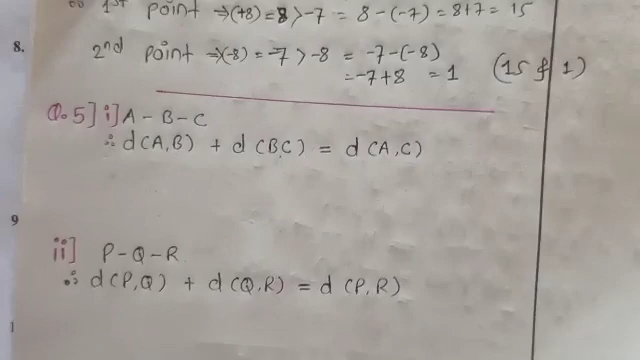 1st point ⇒ (+8) = 8 > -7 = 8 - (-7) = 8+7 = 15
8.
2nd point ⇒ (-8) = -7 > -8 = -7 - (-8)
= -7 + 8 = 1 (15 & 1)
Q.5] i] A - B - C
∴ d(A,B) + d(B,C) = d(A,C)
9
ii] P - Q - R
∴ d(P,Q) + d(Q,R) = d(P,R)